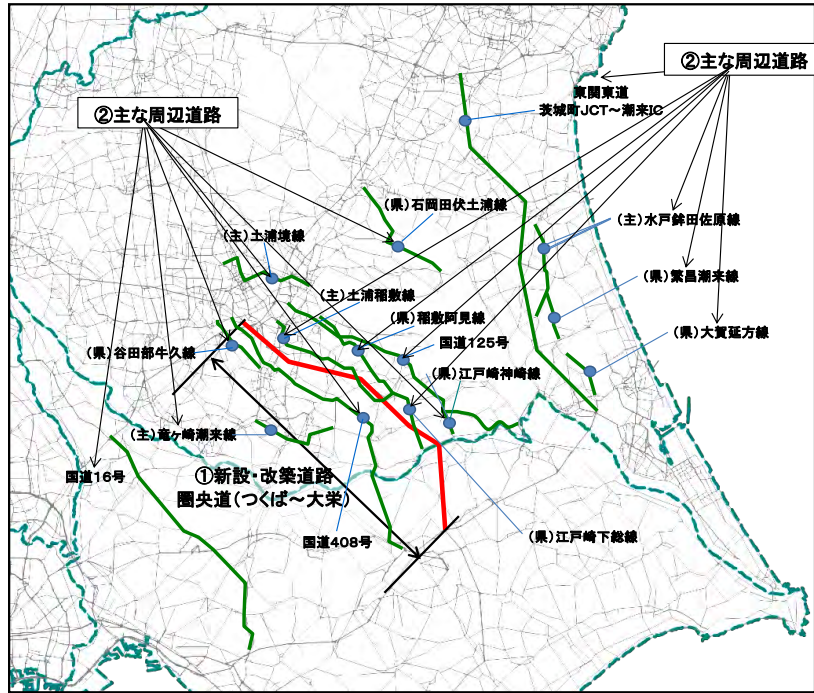 ②主な周辺道路
東関東道
茨城町JCT～潮来IC
②主な周辺道路
(県)石岡田伏土浦線
(主)水戸鉾田佐原線
(主)土浦境線
(県)繁昌潮来線
(主)土浦稲敷線
(県)稲敷阿見線
国道125号
(県)大賀延方線
(県)谷田部牛久線
(県)江戸崎神崎線
(主)竜ヶ崎潮来線
国道16号
①新設・改築道路
圏央道(つくば～大栄)
国道408号
(県)江戸崎下総線